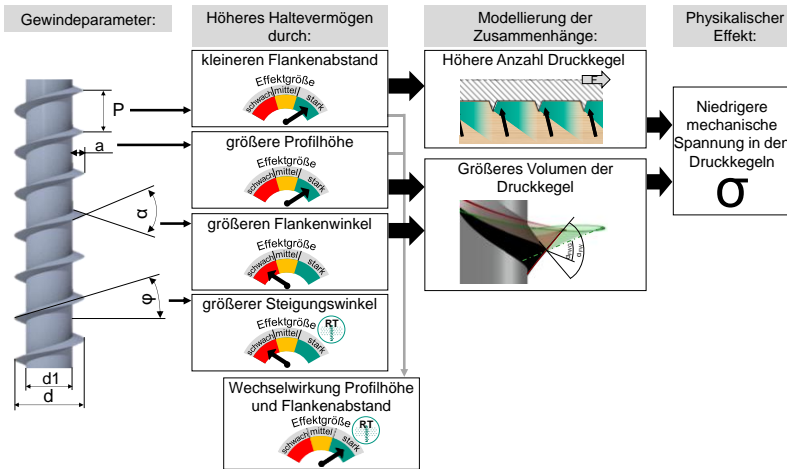 Gewindeparameter:
Höheres Haltevermögen
durch:
Modellierung der
Zusammenhänge:
Physikalischer
Effekt:
P
a
α
φ
d1
d
kleineren Flankenabstand
Effektgröße
schwach mittel stark
größere Profilhöhe
Effektgröße
schwach mittel stark
größeren Flankenwinkel
Effektgröße
schwach mittel stark
größerer Steigungswinkel
Effektgröße
schwach mittel stark
RT
Wechselwirkung Profilhöhe
und Flankenabstand
Effektgröße
schwach mittel stark
RT
Höhere Anzahl Druckkegel
F
Größeres Volumen der
Druckkegel
Niedrigere
mechanische
Spannung in den
Druckkegeln
σ